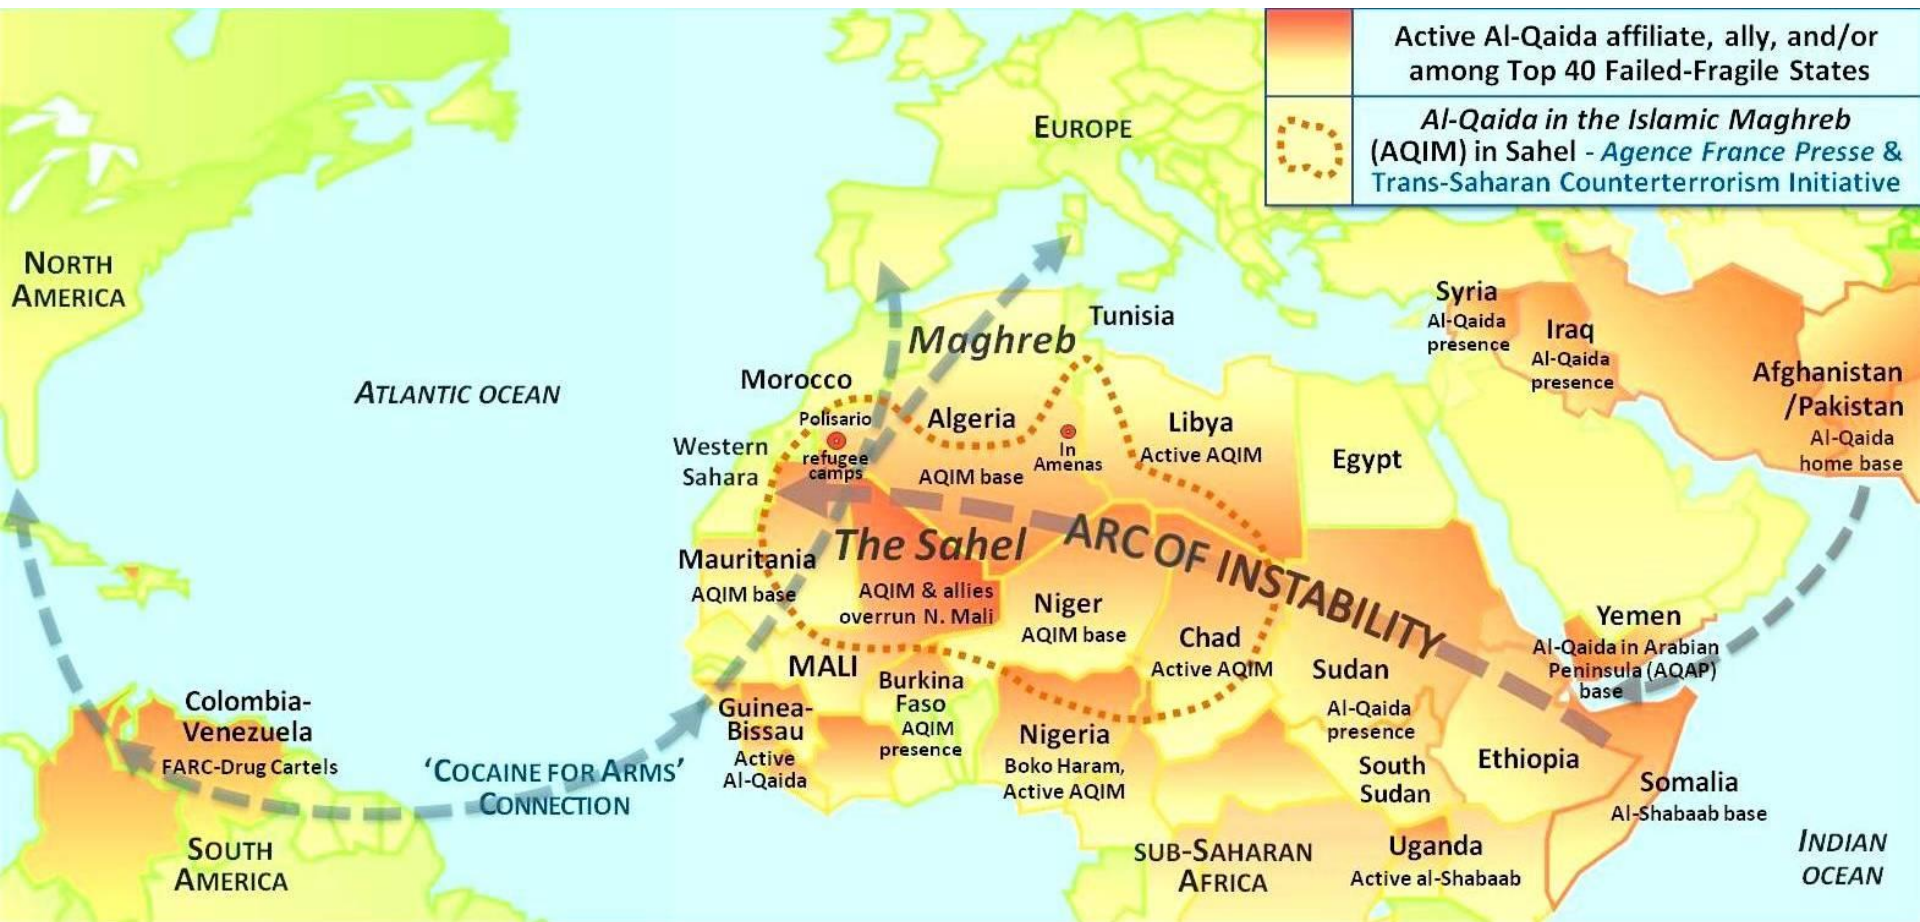 Active Al-Qaida affiliate, ally, and/or
among Top 40 Failed-Fragile States
Al-Qaida in the Islamic Maghreb
(AQIM) in Sahel - Agence France Presse &
Trans-Saharan Counterterrorism Initiative
EUROPE
NORTH
AMERICA
ATLANTIC OCEAN
Maghreb
Tunisia
Morocco
Polisario
refugee
camps
Western
Sahara
Algeria
AQIM base
In
Amenas
Libya
Active AQIM
Egypt
Syria
Al-Qaida
presence
Iraq
Al-Qaida
presence
Afghanistan
/Pakistan
Al-Qaida
home base
The Sahel
ARC OF INSTABILITY
Mauritania
AQIM base
AQIM & allies
overrun N. Mali
MALI
Niger
AQIM base
Chad
Active AQIM
Sudan
Al-Qaida
presence
Yemen
Al-Qaida in Arabian
Peninsula (AQAP)
base
Burkina
Faso
AQIM
presence
Guinea-
Bissau
Active
Al-Qaida
Nigeria
Boko Haram,
Active AQIM
South
Sudan
Ethiopia
Somalia
Al-Shabaab base
Uganda
Active al-Shabaab
SUB-SAHARAN
AFRICA
INDIAN
OCEAN
Colombia-
Venezuela
FARC-Drug Cartels
'COCAINE FOR ARMS'
CONNECTION
SOUTH
AMERICA